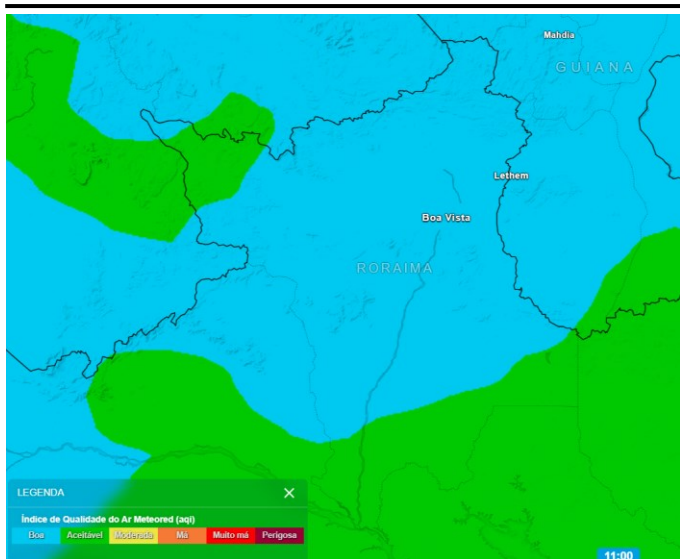 Mahdia
GUIANA
Lethem
Boa Vista
RORAIMA
LEGENDA
Índice de Qualidade do Ar Meteored (aqi)
Boa Aceitável Moderada Má Muito má Perigosa
11:00